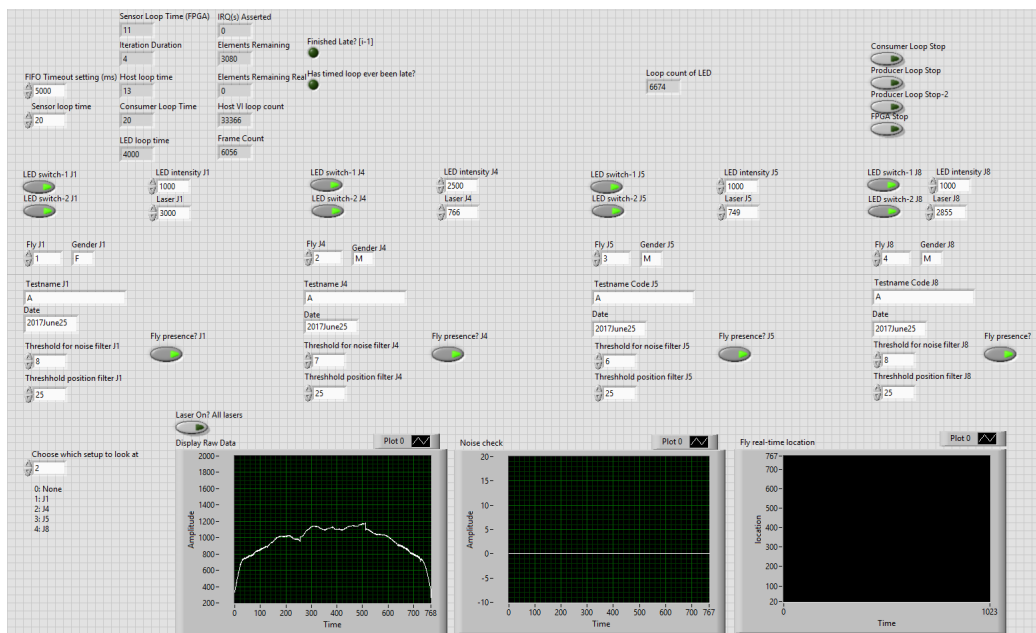 Sensor Loop Time (FPGA) IRQ(s) Asserted
11 0
Iteration Duration Elements Remaining Finished Late? [i-1]
4 3080
FIFO Timeout setting (ms) Host loop time Elements Remaining Real Has timed loop ever been late?
5000 13 0
Sensor loop time Consumer Loop Time Host VI loop count
20 20 33366
LED loop time Frame Count
4000 6056
Loop count of LED
6674
Consumer Loop Stop
Producer Loop Stop
Producer Loop Stop-2
FPGA Stop
LED switch-1 J1 LED intensity J1 LED switch-1 J4 LED intensity J4 LED switch-1 J5 LED intensity J5 LED switch-1 J8 LED intensity J8
1000 2500 1000 1000
LED switch-2 J1 Laser J1 LED switch-2 J4 Laser J4 LED switch-2 J5 Laser J5 LED switch-2 J8 Laser J8
3000 766 749 2855
Fly J1 Gender J1 Fly J4 Gender J4 Fly J5 Gender J5 Fly J8 Gender J8
1 F 2 M 3 M 4 M
Testname J1 Testname J4 Testname Code J5 Testname Code J8
A A A A
Date Date Date Date
2017June25 2017June25 2017June25 2017June25
Fly presence? J1 Fly presence? J4 Fly presence? J5 Fly presence?
Threshold for noise filter J1 Threshold for noise filter J4 Threshold for noise filter J5 Threshold for noise filter J8
8 7 6 8
Threshhold position filter J1 Threshhold position filter J4 Threshhold position filter J5 Threshhold position filter J8
25 25 25 25
Laser On? All lasers
Choose which setup to look at
2
0: None
1: J1
2: J4
3: J5
4: J8
Display Raw Data Plot 0
2000
1800
1600
1400
1200
1000
800
600
400
200
Amplitude
0 100 200 300 400 500 600 700 768
Time
Noise check Plot 0
20
15
10
5
0
-5
-10
Amplitude
0 100 200 300 400 500 600 700 767
Time
Fly real-time location Plot 0
767
700
600
500
400
300
200
100
20
location
0 1023
Time